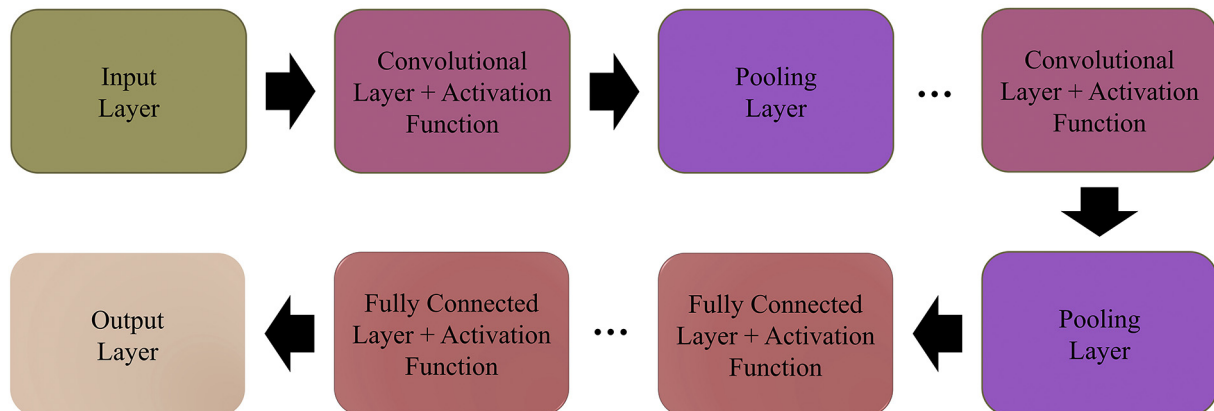 Input
Layer
Convolutional
Layer + Activation
Function
Pooling
Layer
...
Convolutional
Layer + Activation
Function
Output
Layer
Fully Connected
Layer + Activation
Function
...
Fully Connected
Layer + Activation
Function
Pooling
Layer